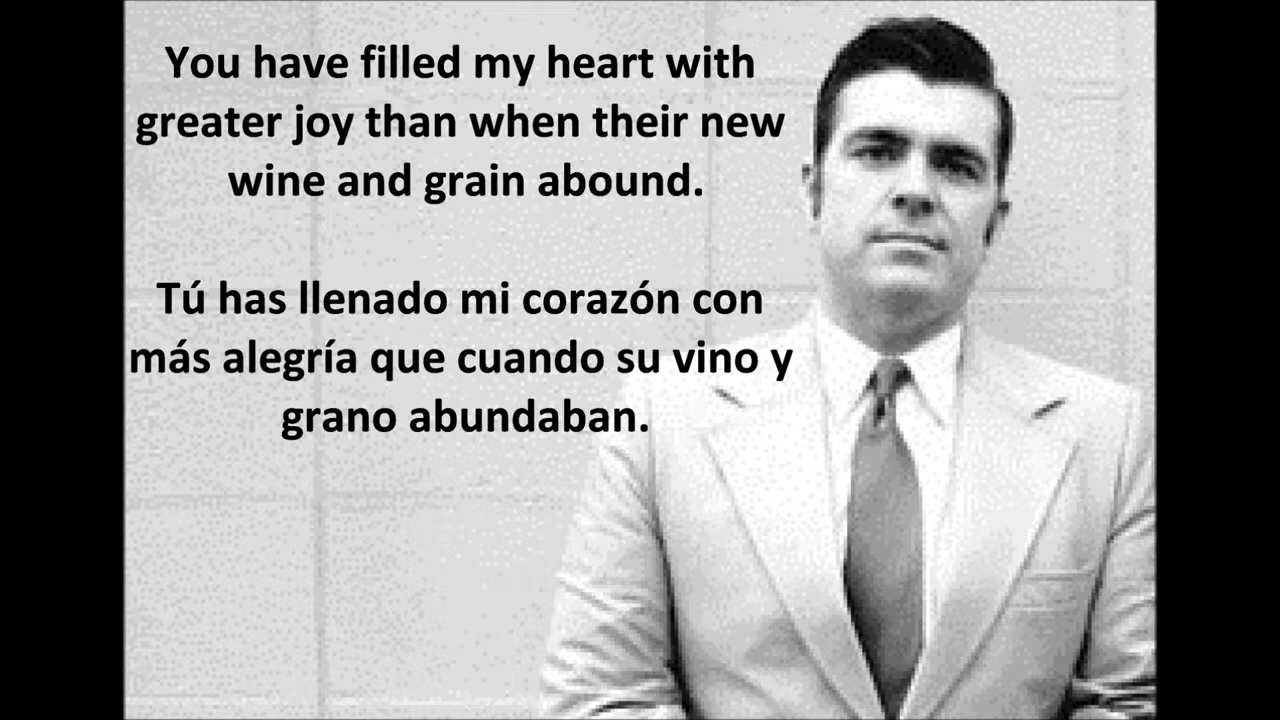 You have filled my heart with
greater joy than when their new
wine and grain abound.
Tú has llenado mi corazón con
más alegría que cuando su vino y
grano abundaban.